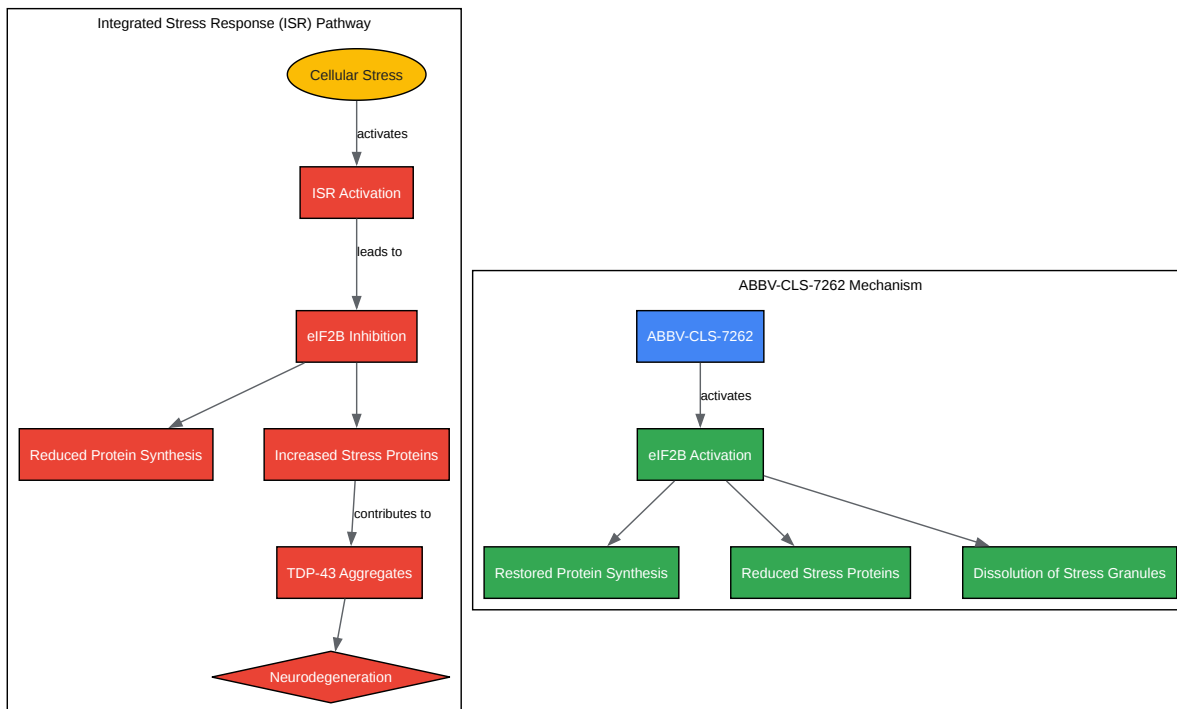 Integrated Stress Response (ISR) Pathway
Cellular Stress
activates
ISR Activation
leads to
eIF2B Inhibition
Reduced Protein Synthesis
Increased Stress Proteins
contributes to
TDP-43 Aggregates
Neurodegeneration
ABBV-CLS-7262 Mechanism
ABBV-CLS-7262
activates
eIF2B Activation
Restored Protein Synthesis
Reduced Stress Proteins
Dissolution of Stress Granules